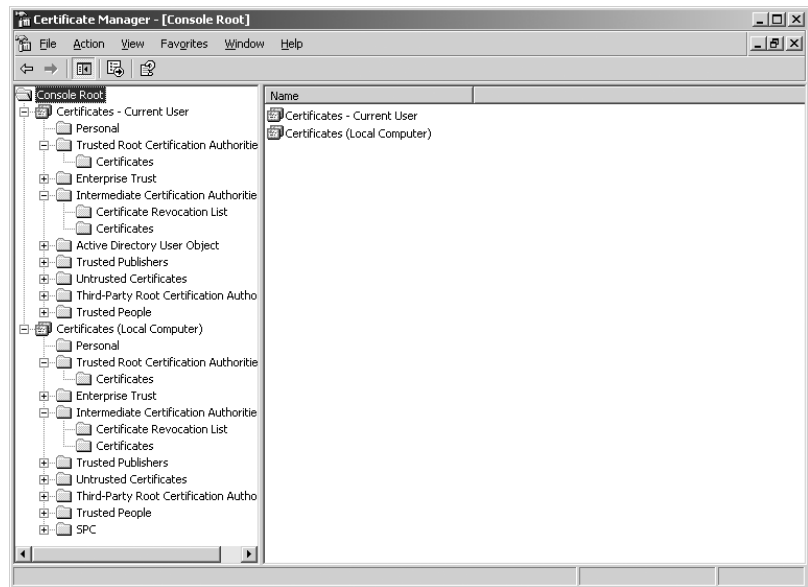 Certificate Manager - [Console Root]
File Action View Favorites Window Help
Console Root
Certificates - Current User
Personal
Trusted Root Certification Authoritie
Certificates
Enterprise Trust
Intermediate Certification Authoritie
Certificate Revocation List
Certificates
Active Directory User Object
Trusted Publishers
Untrusted Certificates
Third-Party Root Certification Autho
Trusted People
Certificates (Local Computer)
Personal
Trusted Root Certification Authoritie
Certificates
Enterprise Trust
Intermediate Certification Authoritie
Certificate Revocation List
Certificates
Trusted Publishers
Untrusted Certificates
Third-Party Root Certification Autho
Trusted People
SPC
Name
Certificates - Current User
Certificates (Local Computer)